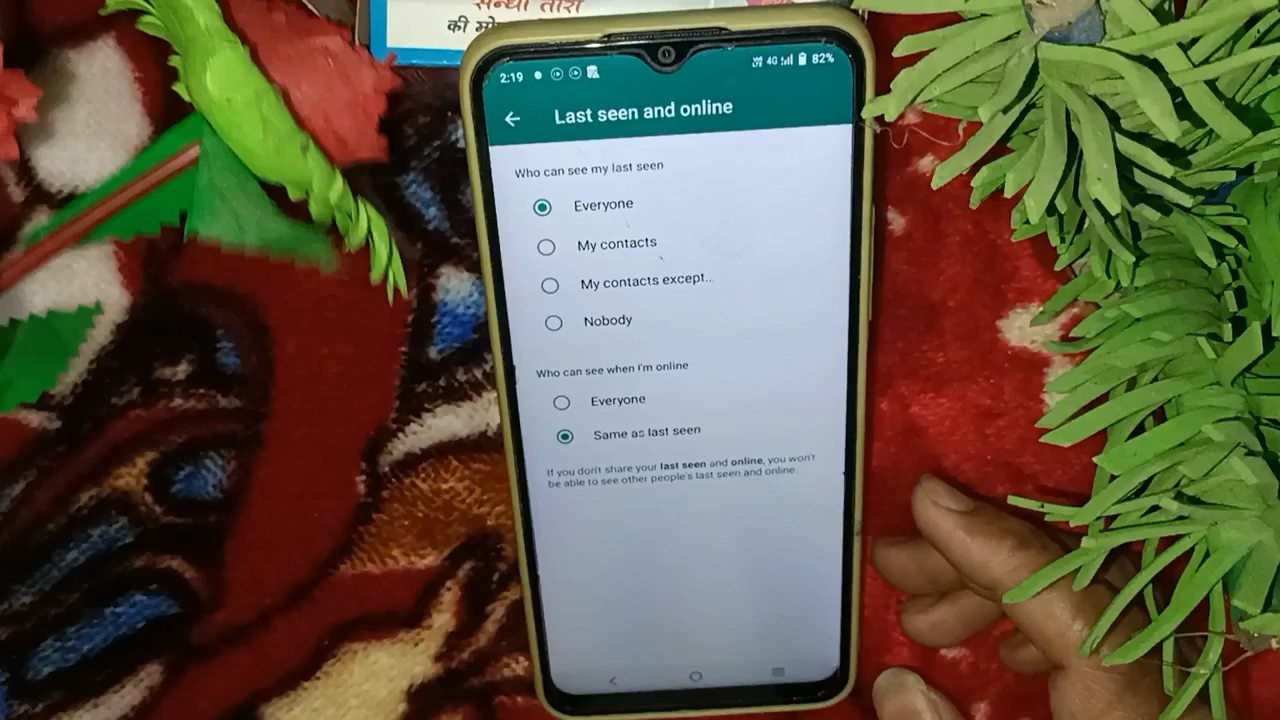 सन्ध्या तारा
की
2:19 4G 82%
Last seen and online
Who can see my last seen
Everyone
My contacts
My contacts except...
Nobody
Who can see when I'm online
Everyone
Same as last seen
If you don't share your last seen and online, you won't
be able to see other people's last seen and online.